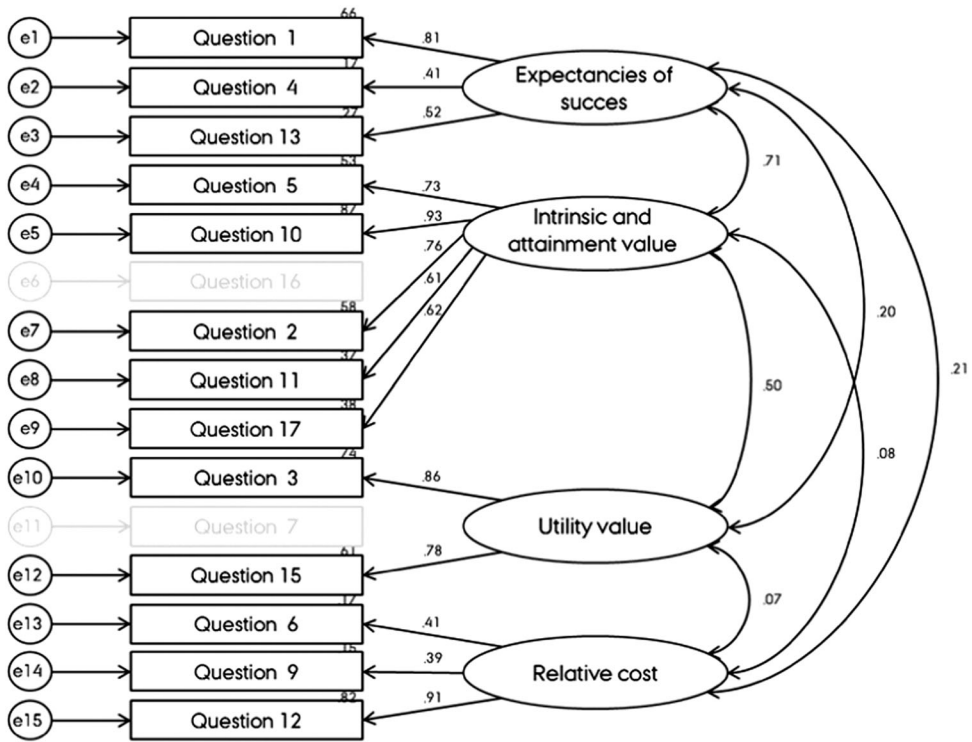 .66
e1 Question 1 .81
Expectancies of
succes
.17
e2 Question 4 .41
.27
e3 Question 13 .52
.71
.53
e4 Question 5 .73
Intrinsic and
attainment value
.87
e5 Question 10 .93
.76
e6 Question 16
.61
.62
.58
e7 Question 2
.20
.37
e8 Question 11
.50
.21
.38
e9 Question 17
.08
.74
e10 Question 3 .86
e11 Question 7
Utility value
.61
e12 Question 15 .78
.07
.17
e13 Question 6 .41
.15
e14 Question 9 .39
Relative cost
.82
e15 Question 12 .91